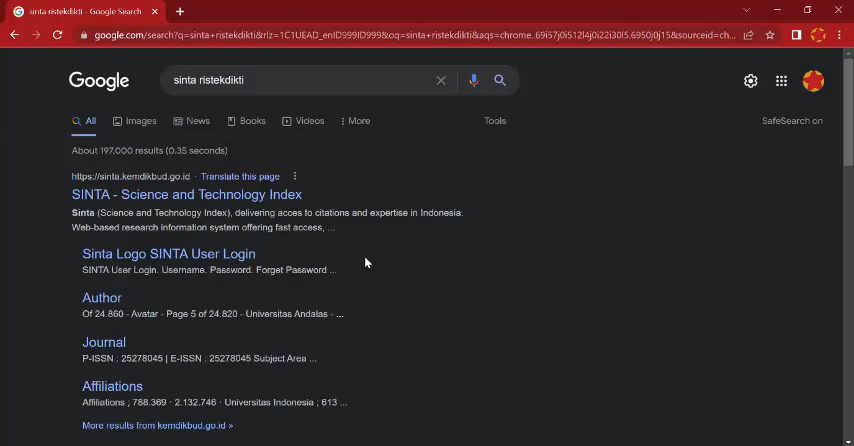 sinta ristekdikti - Google Search
google.com/search?q=sinta+ristekdikti&rlz=1C1UEAD_enID999ID999&oq=sinta+ristekdikti&aqs=chrome..69i57j0i512l4j0i22i30l5.6950j0j15&sourceid=ch...
Google
sinta ristekdikti
All Images News Books Videos More Tools SafeSearch on
About 197,000 results (0.35 seconds)
https://sinta.kemdikbud.go.id · Translate this page
SINTA - Science and Technology Index
Sinta (Science and Technology Index), delivering acces to citations and expertise in Indonesia.
Web-based research information system offering fast access, ...
Sinta Logo SINTA User Login
SINTA User Login. Username. Password. Forget Password ...
Author
Of 24.860 - Avatar - Page 5 of 24.820 - Universitas Andalas - ...
Journal
P-ISSN : 25278045 | E-ISSN : 25278045 Subject Area ...
Affiliations
Affiliations ; 788.369 · 2.132.746 · Universitas Indonesia ; 613 ...
More results from kemdikbud.go.id »